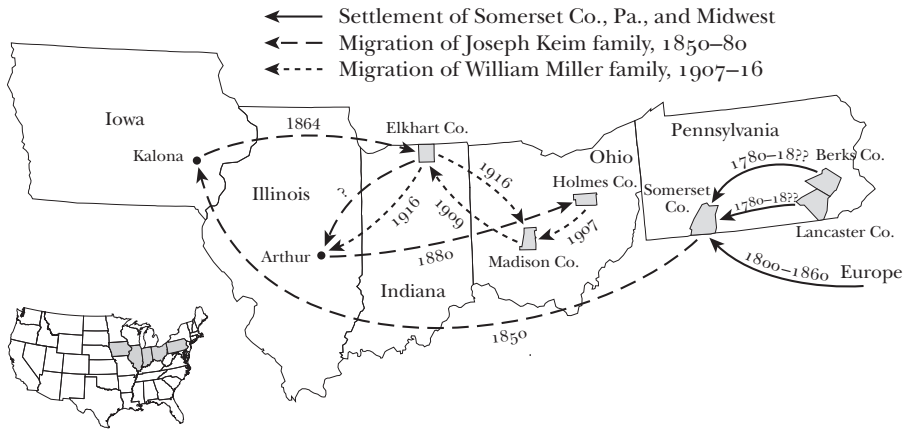 Settlement of Somerset Co., Pa., and Midwest
Migration of Joseph Keim family, 1850–80
Migration of William Miller family, 1907–16
Iowa
Kalona
1864
Elkhart Co.
Illinois
?
1916
1909
1916
Arthur
1880
Indiana
Ohio
Holmes Co.
1907
Madison Co.
Pennsylvania
1780–18??
Berks Co.
Somerset
Co.
1780–18??
Lancaster Co.
1800–1860
Europe
1850